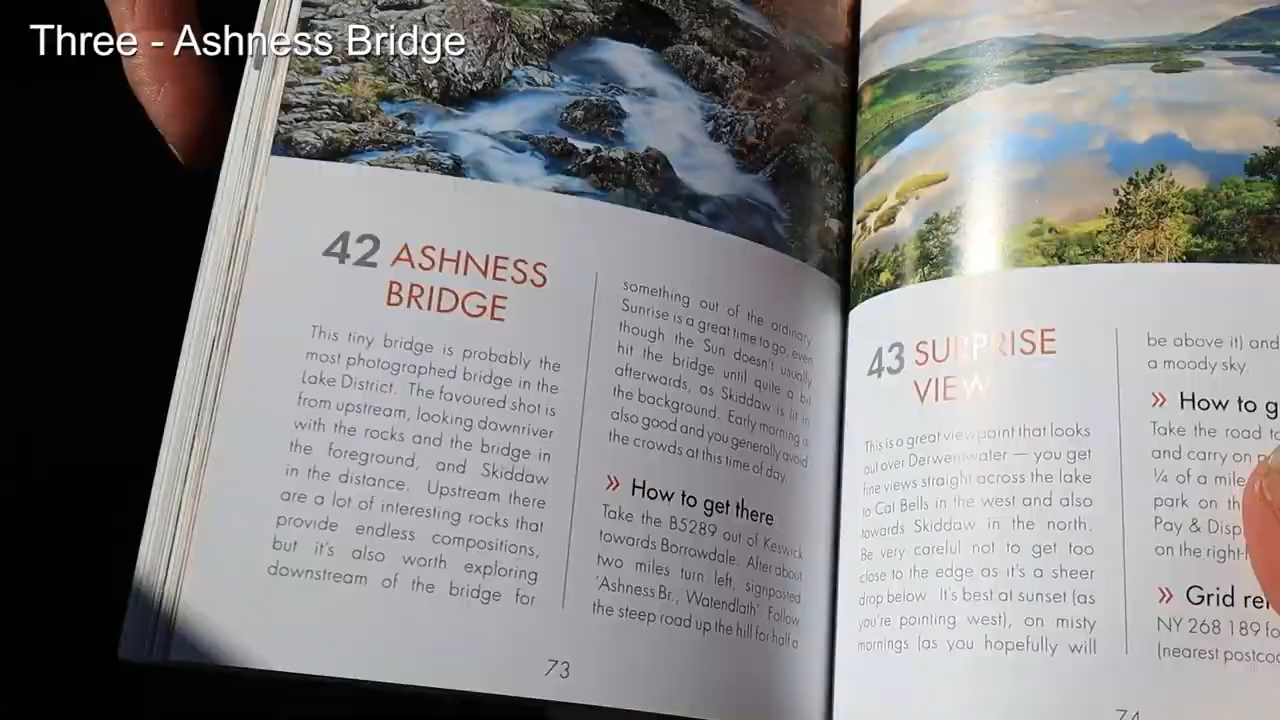 Three - Ashness Bridge
42 ASHNESS
BRIDGE
This tiny bridge is probably the
most photographed bridge in the
Lake District. The favoured shot is
from upstream, looking downriver
with the rocks and the bridge in
the foreground, and Skiddaw
in the distance. Upstream there
are a lot of interesting rocks that
provide endless compositions,
but it's also worth exploring
downstream of the bridge for
something out of the ordinary
Sunrise is a great time to go, even
though the Sun doesn't usually
hit the bridge until quite a bit
afterwards, as Skiddaw is lit in
the background. Early morning is
also good and you generally avoid
the crowds at this time of day
» How to get there
Take the B5289 out of Keswick
towards Borrowdale. After about
two miles turn left, signposted
'Ashness Br., Watendlath'. Follow
the steep road up the hill for half a
73
43 SURPRISE
VIEW
This is a great viewpoint that looks
out over Derwentwater — you get
fine views straight across the lake
to Cat Bells in the west and also
towards Skiddaw in the north.
Be very careful not to get too
close to the edge as it's a sheer
drop below. It's best at sunset (as
you're pointing west), on misty
mornings (as you hopefully will
be above it) and
a moody sky.
» How to g
Take the road to
and carry on
¼ of a mile
park on th
Pay & Disp
on the right-
» Grid re
NY 268 189 fo
(nearest postco
74